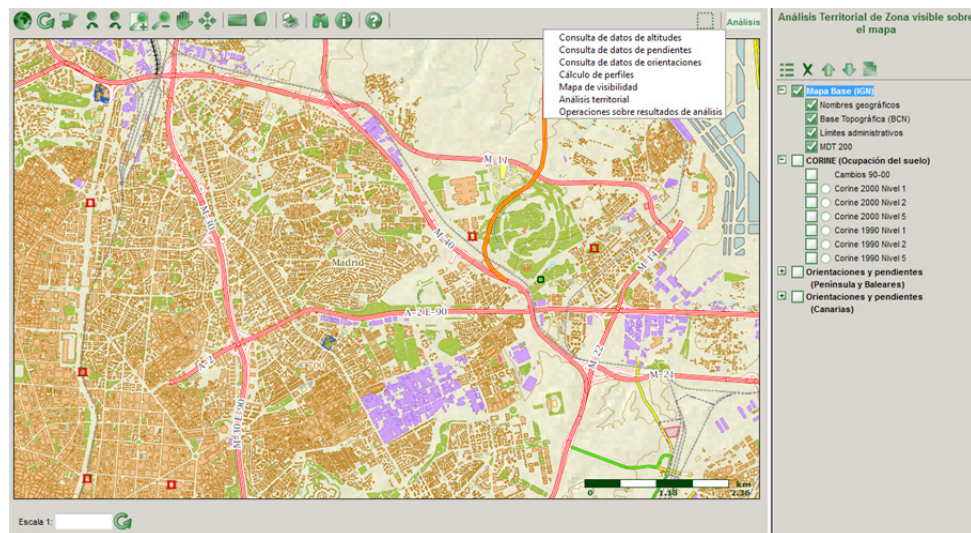 Análisis
Análisis Territorial de Zona visible sobre
el mapa
Consulta de datos de altitudes
Consulta de datos de pendientes
Consulta de datos de orientaciones
Cálculo de perfiles
Mapa de visibilidad
Análisis territorial
Operaciones sobre resultados de análisis
Mapa Base (IGN)
Nombres geográficos
Base Topográfica (BCN)
Límites administrativos
MDT 200
CORINE (Ocupación del suelo)
Cambios 90-00
Corine 2000 Nivel 1
Corine 2000 Nivel 2
Corine 2000 Nivel 5
Corine 1990 Nivel 1
Corine 1990 Nivel 2
Corine 1990 Nivel 5
Orientaciones y pendientes
(Península y Baleares)
Orientaciones y pendientes
(Canarias)
M-11
M-30
M-40
Madrid
M-14
A-2 E-90
A-2
M-22
M-21
M-30 E-90
km
0 1.18 2.36
Escala 1: